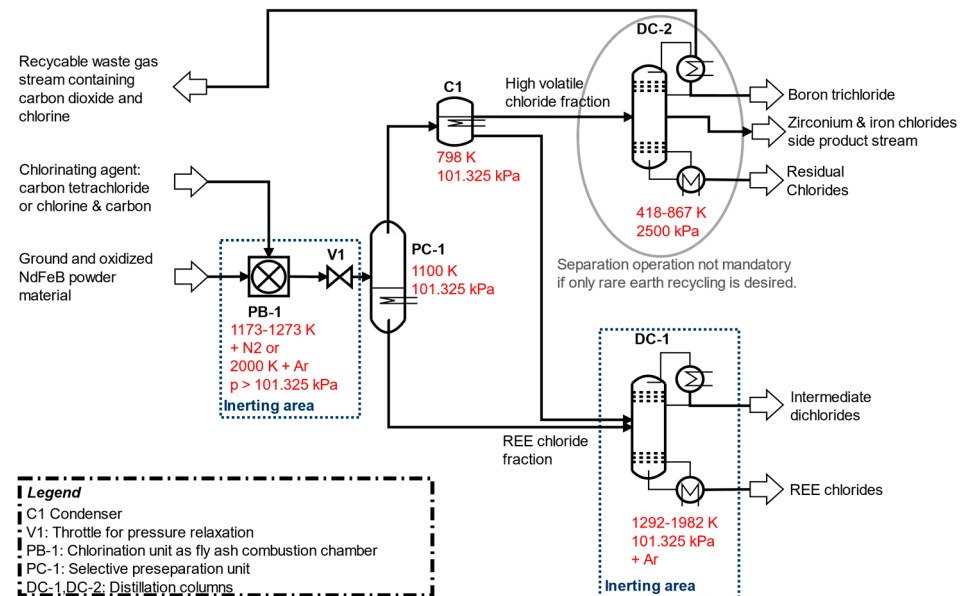 DC-2
Recycable waste gas
stream containing
carbon dioxide and
chlorine
C1
High volatile
chloride fraction
Boron trichloride
Zirconium & iron chlorides
side product stream
Residual
Chlorides
798 K
101.325 kPa
Chlorinating agent:
carbon tetrachloride
or chlorine & carbon
418-867 K
2500 kPa
Ground and oxidized
NdFeB powder
material
V1
PC-1
1100 K
101.325 kPa
Separation operation not mandatory
if only rare earth recycling is desired.
PB-1
1173-1273 K
+ N2 or
2000 K + Ar
p > 101.325 kPa
Inerting area
DC-1
Intermediate
dichlorides
REE chloride
fraction
REE chlorides
1292-1982 K
101.325 kPa
+ Ar
Inerting area
Legend
C1 Condenser
V1: Throttle for pressure relaxation
PB-1: Chlorination unit as fly ash combustion chamber
PC-1: Selective preseparation unit
DC-1,DC-2: Distillation columns